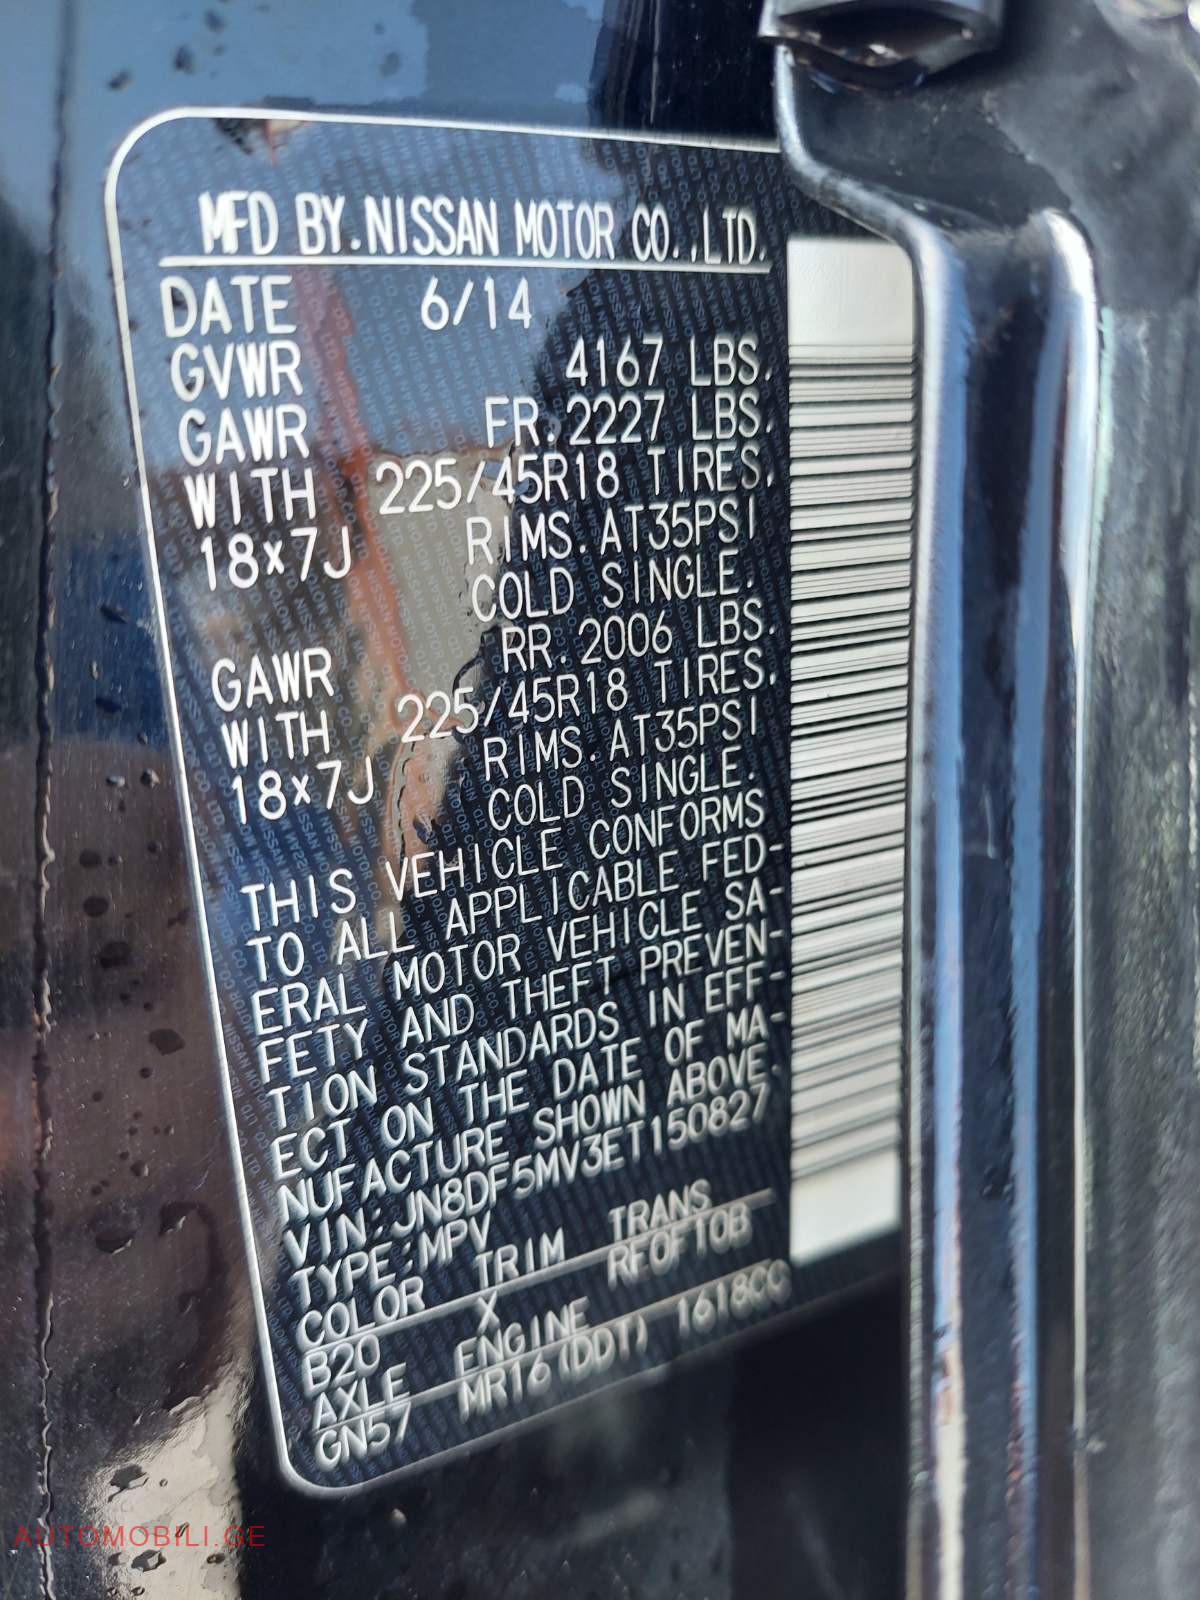 MFD BY.NISSAN MOTOR CO.,LTD.
DATE 6/14
GVWR 4167 LBS.
GAWR FR.2227 LBS.
WITH 225/45R18 TIRES.
18×7J RIMS.AT35PSI
COLD SINGLE.
GAWR RR.2006 LBS.
WITH 225/45R18 TIRES.
18×7J RIMS.AT35PSI
COLD SINGLE.
THIS VEHICLE CONFORMS
TO ALL APPLICABLE FED-
ERAL MOTOR VEHICLE SA-
FETY AND THEFT PREVEN-
TION STANDARDS IN EFF-
ECT ON THE DATE OF MA-
NUFACTURE SHOWN ABOVE.
VIN:JN8DF5MV3ET150827
TYPE:MPV
COLOR TRIM TRANS
B20 X RE0F10B
AXLE ENGINE
GN57 MR16(DDT) 1618CC
AUTOMOBILI.GE